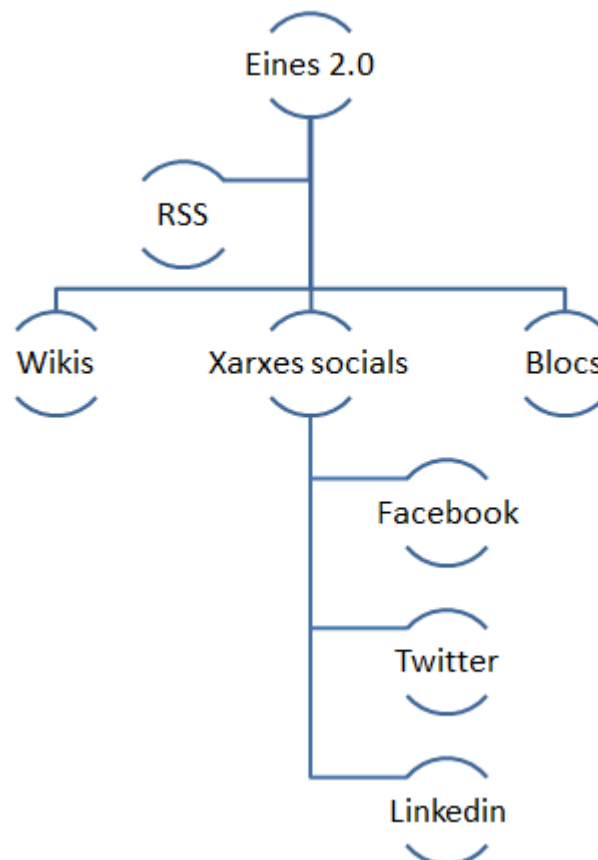 Eines 2.0
RSS
Wikis
Xarxes socials
Blocs
Facebook
Twitter
Linkedin